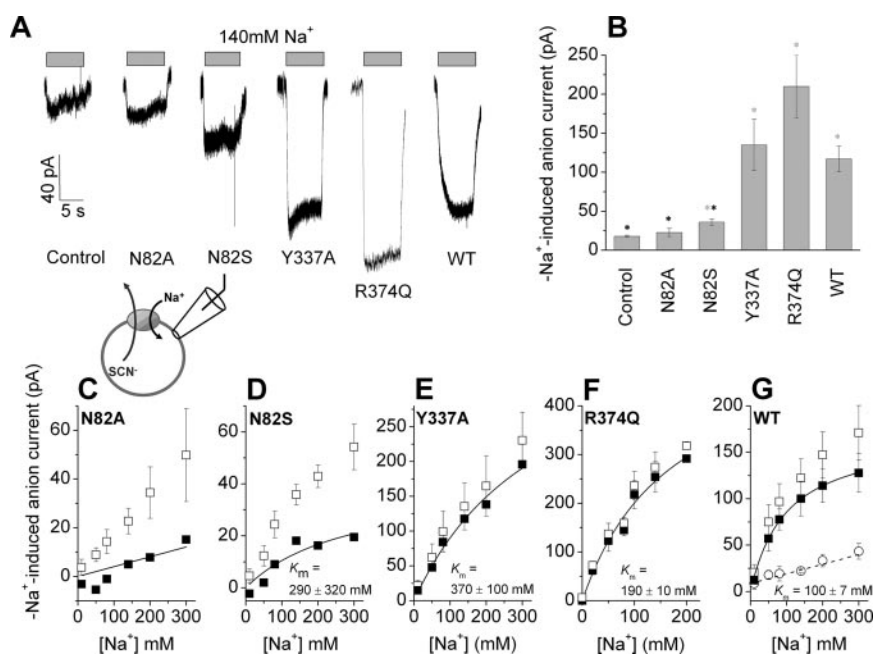 A
140mM Na⁺
40 pA
5 s
Control
N82A
N82S
Y337A
R374Q
WT
Na⁺
SCN⁻
B
-Na⁺-induced anion current (pA)
250
200
150
100
50
0
* * ** * * *
Control
N82A
N82S
Y337A
R374Q
WT
-Na⁺-induced anion current (pA)
C
N82A
60
40
20
0
0 100 200 300
[Na⁺] mM
D
N82S
60
40
20
0
Km =
290 ± 320 mM
0 100 200 300
[Na⁺] mM
E
Y337A
250
200
150
100
50
0
Km =
370 ± 100 mM
0 100 200 300
[Na⁺] (mM)
F
R374Q
400
300
200
100
0
Km =
190 ± 10 mM
0 100 200
[Na⁺] (mM)
G
WT
200
150
100
50
0
Km = 100 ± 7 mM
0 100 200 300
[Na⁺] mM